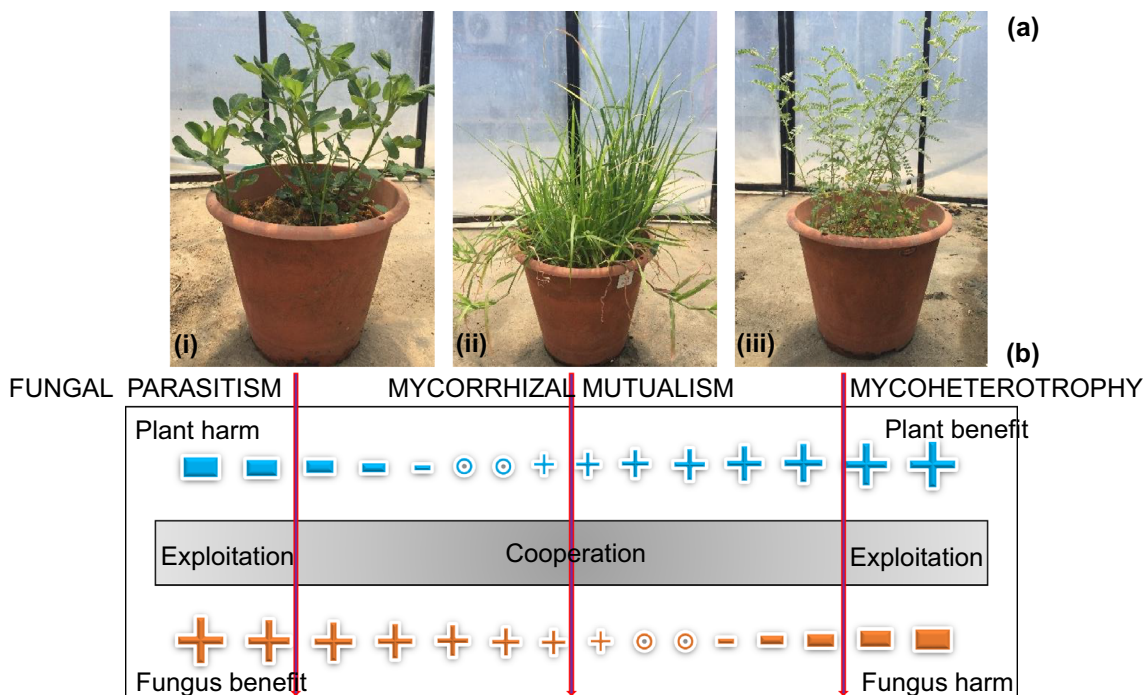 (a)
(i)
(ii)
(iii)
(b)
FUNGAL PARASITISM MYCORRHIZAL MUTUALISM MYCOHETEROTROPHY
Plant harm Plant benefit
Exploitation Cooperation Exploitation
Fungus benefit Fungus harm